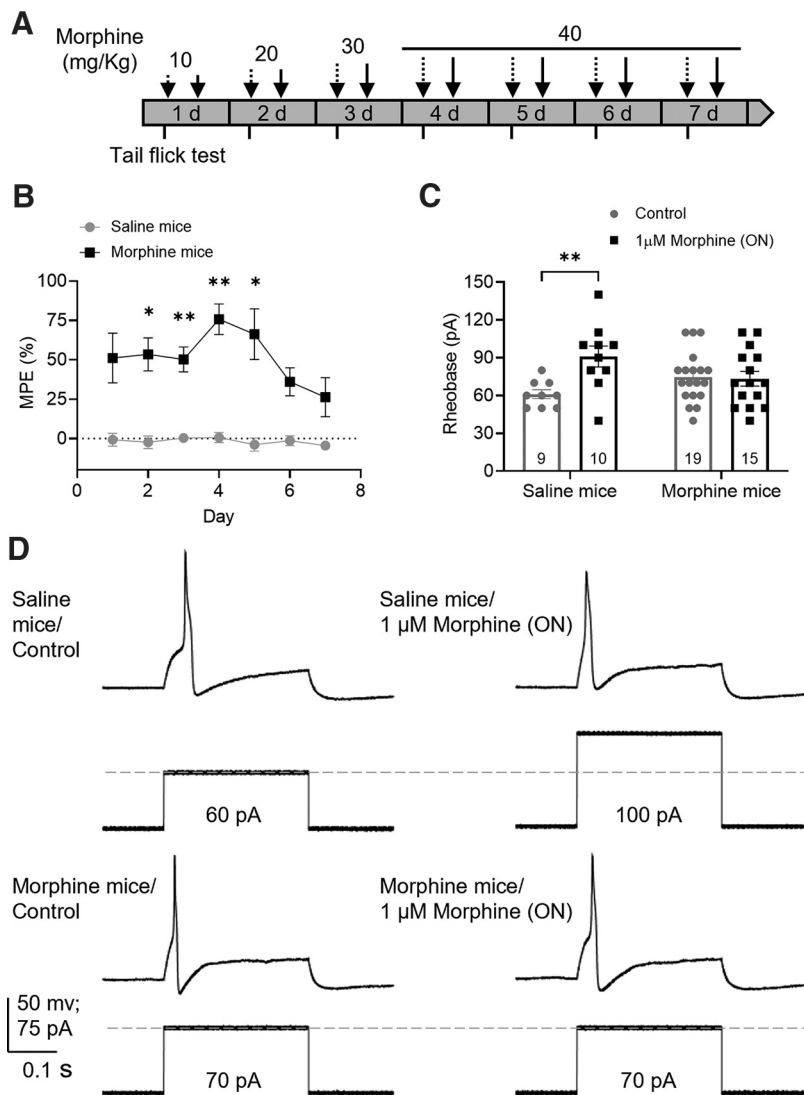 A
Morphine
(mg/Kg)
10
20
30
40
1 d
2 d
3 d
4 d
5 d
6 d
7 d
Tail flick test
B
Saline mice
Morphine mice
100
75
50
25
0
MPE (%)
*
**
**
*
0
2
4
6
8
Day
C
Control
1μM Morphine (ON)
**
150
120
90
60
30
0
Rheobase (pA)
9
10
19
15
Saline mice
Morphine mice
D
Saline
mice/
Control
60 pA
Saline mice/
1 µM Morphine (ON)
100 pA
Morphine mice/
Control
70 pA
Morphine mice/
1 µM Morphine (ON)
70 pA
50 mv;
75 pA
0.1 s